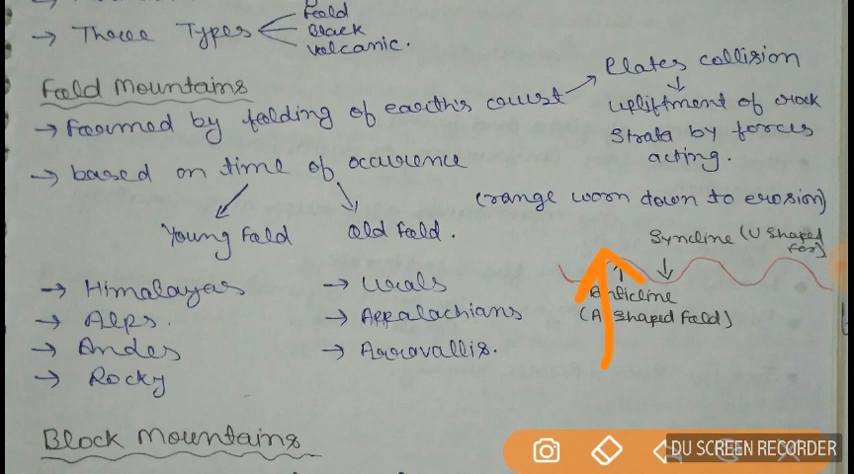 → Three Types
Fold
Block
Volcanic.
Fold Mountains
→ Formed by folding of earth's crust
Plates collision
upliftment of rock
strata by forces
acting.
→ based on time of occurence
(range worn down to erosion)
Young Fold
Old Fold.
→ Himalayas
→ Alps.
→ Andes
→ Rocky
→ Urals
→ Appalachians
→ Aravallis.
Syncline (U Shaped
Anticline
(A Shaped Fold)
Block Mountains
DU SCREEN RECORDER